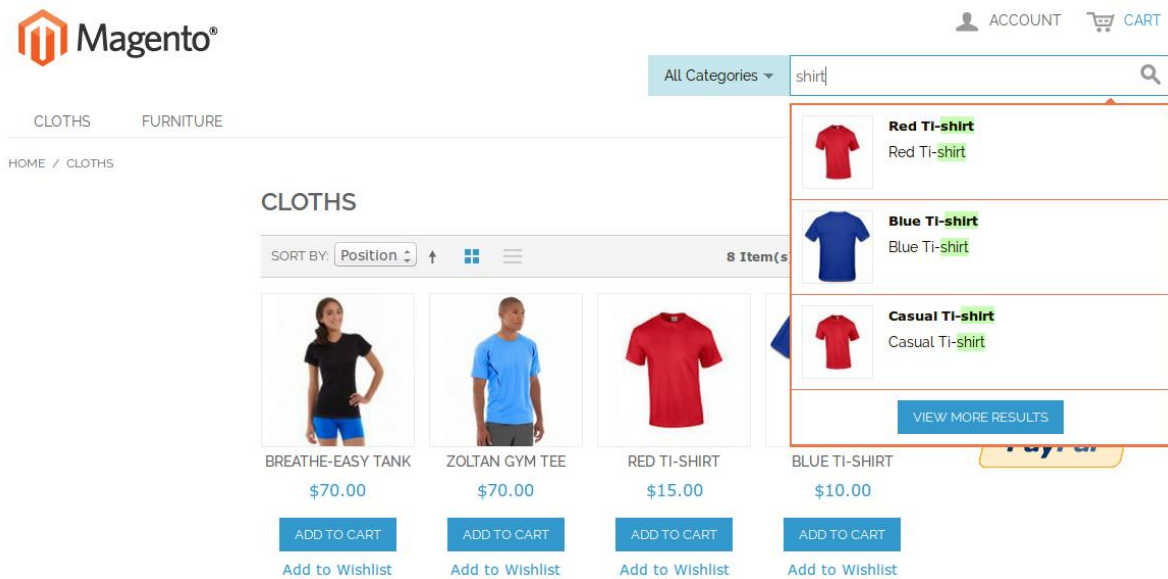 Magento®
ACCOUNT CART
All Categories shirt
CLOTHS FURNITURE
HOME / CLOTHS
Red Ti-shirt
Red Ti-shirt
Blue Ti-shirt
Blue Ti-shirt
Casual Ti-shirt
Casual Ti-shirt
VIEW MORE RESULTS
CLOTHS
SORT BY: Position 8 Item(s
BREATHE-EASY TANK ZOLTAN GYM TEE RED TI-SHIRT BLUE TI-SHIRT
$70.00 $70.00 $15.00 $10.00
ADD TO CART ADD TO CART ADD TO CART ADD TO CART
Add to Wishlist Add to Wishlist Add to Wishlist Add to Wishlist